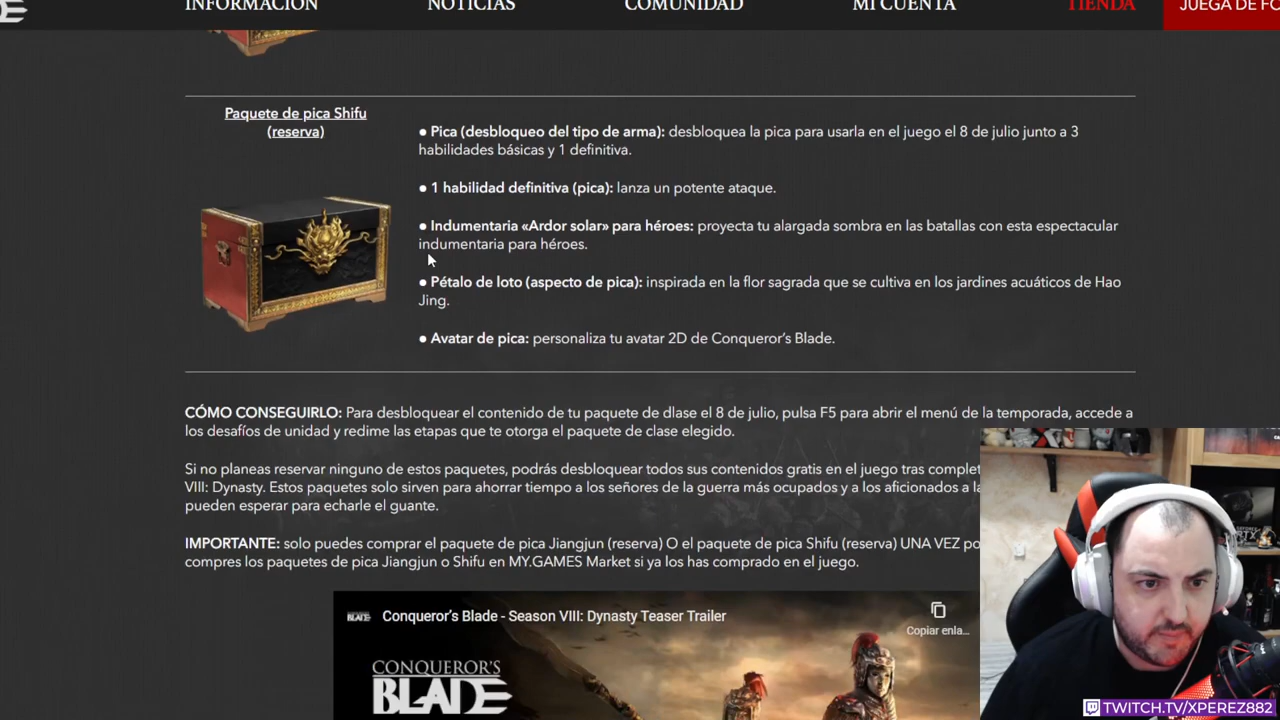 INFORMACIÓN
NOTICIAS
COMUNIDAD
MI CUENTA
TIENDA
JUEGA DE
Paquete de pica Shifu
(reserva)
● Pica (desbloqueo del tipo de arma): desbloquea la pica para usarla en el juego el 8 de julio junto a 3
habilidades básicas y 1 definitiva.
● 1 habilidad definitiva (pica): lanza un potente ataque.
● Indumentaria «Ardor solar» para héroes: proyecta tu alargada sombra en las batallas con esta espectacular
indumentaria para héroes.
● Pétalo de loto (aspecto de pica): inspirada en la flor sagrada que se cultiva en los jardines acuáticos de Hao
Jing.
● Avatar de pica: personaliza tu avatar 2D de Conqueror's Blade.
CÓMO CONSEGUIRLO: Para desbloquear el contenido de tu paquete de dlase el 8 de julio, pulsa F5 para abrir el menú de la temporada, accede a
los desafíos de unidad y redime las etapas que te otorga el paquete de clase elegido.
Si no planeas reservar ninguno de estos paquetes, podrás desbloquear todos sus contenidos gratis en el juego tras complet
VIII: Dynasty. Estos paquetes solo sirven para ahorrar tiempo a los señores de la guerra más ocupados y a los aficionados a la
pueden esperar para echarle el guante.
IMPORTANTE: solo puedes comprar el paquete de pica Jiangjun (reserva) O el paquete de pica Shifu (reserva) UNA VEZ po
compres los paquetes de pica Jiangjun o Shifu en MY.GAMES Market si ya los has comprado en el juego.
Conqueror's Blade - Season VIII: Dynasty Teaser Trailer
Copiar enla...
CONQUEROR'S
BLADE
TWITCH.TV/XPEREZ882